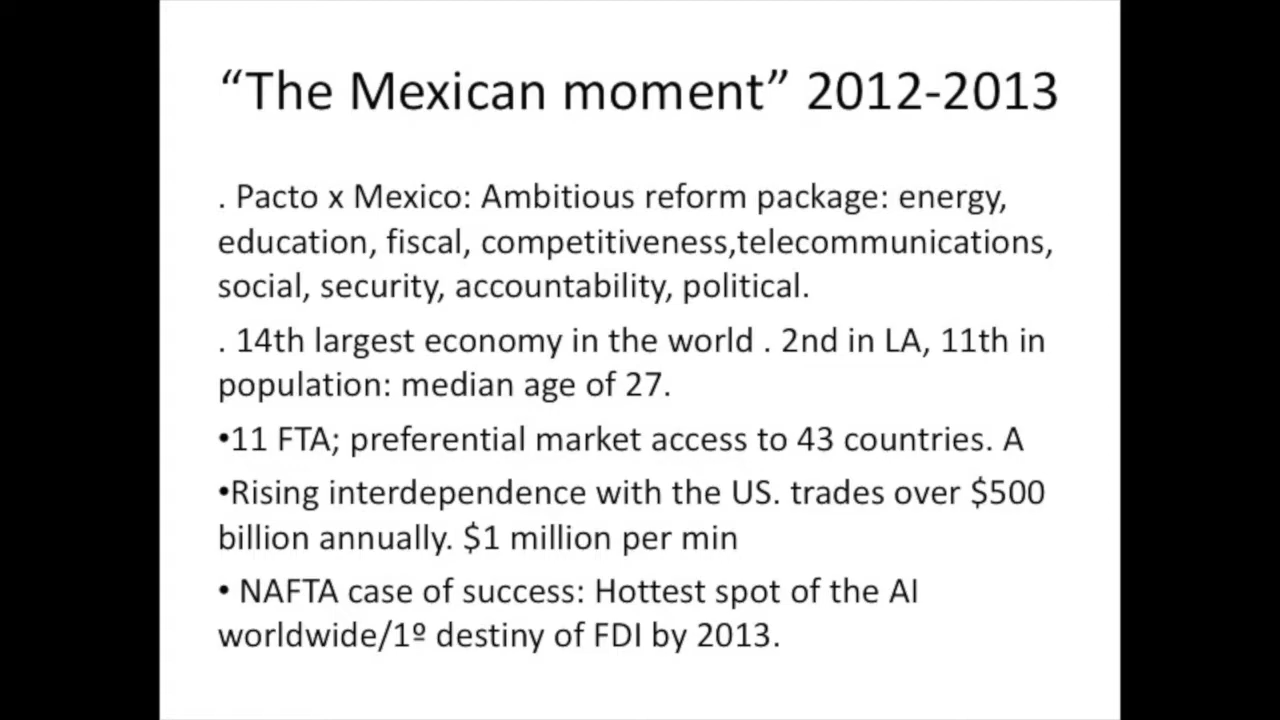 “The Mexican moment” 2012-2013
. Pacto x Mexico: Ambitious reform package: energy,
education, fiscal, competitiveness,telecommunications,
social, security, accountability, political.
. 14th largest economy in the world . 2nd in LA, 11th in
population: median age of 27.
•11 FTA; preferential market access to 43 countries. A
•Rising interdependence with the US. trades over $500
billion annually. $1 million per min
• NAFTA case of success: Hottest spot of the AI
worldwide/1º destiny of FDI by 2013.